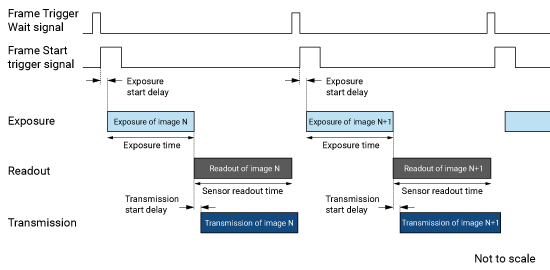 Frame Trigger
Wait signal
Frame Start
trigger signal
Exposure
start delay
Exposure
start delay
Exposure
Exposure of image N
Exposure of image N+1
Exposure time
Exposure time
Readout
Readout of image N
Readout of image N+1
Sensor readout time
Sensor readout time
Transmission
start delay
Transmission
start delay
Transmission
Transmission of image N
Transmission of image N+1
Not to scale